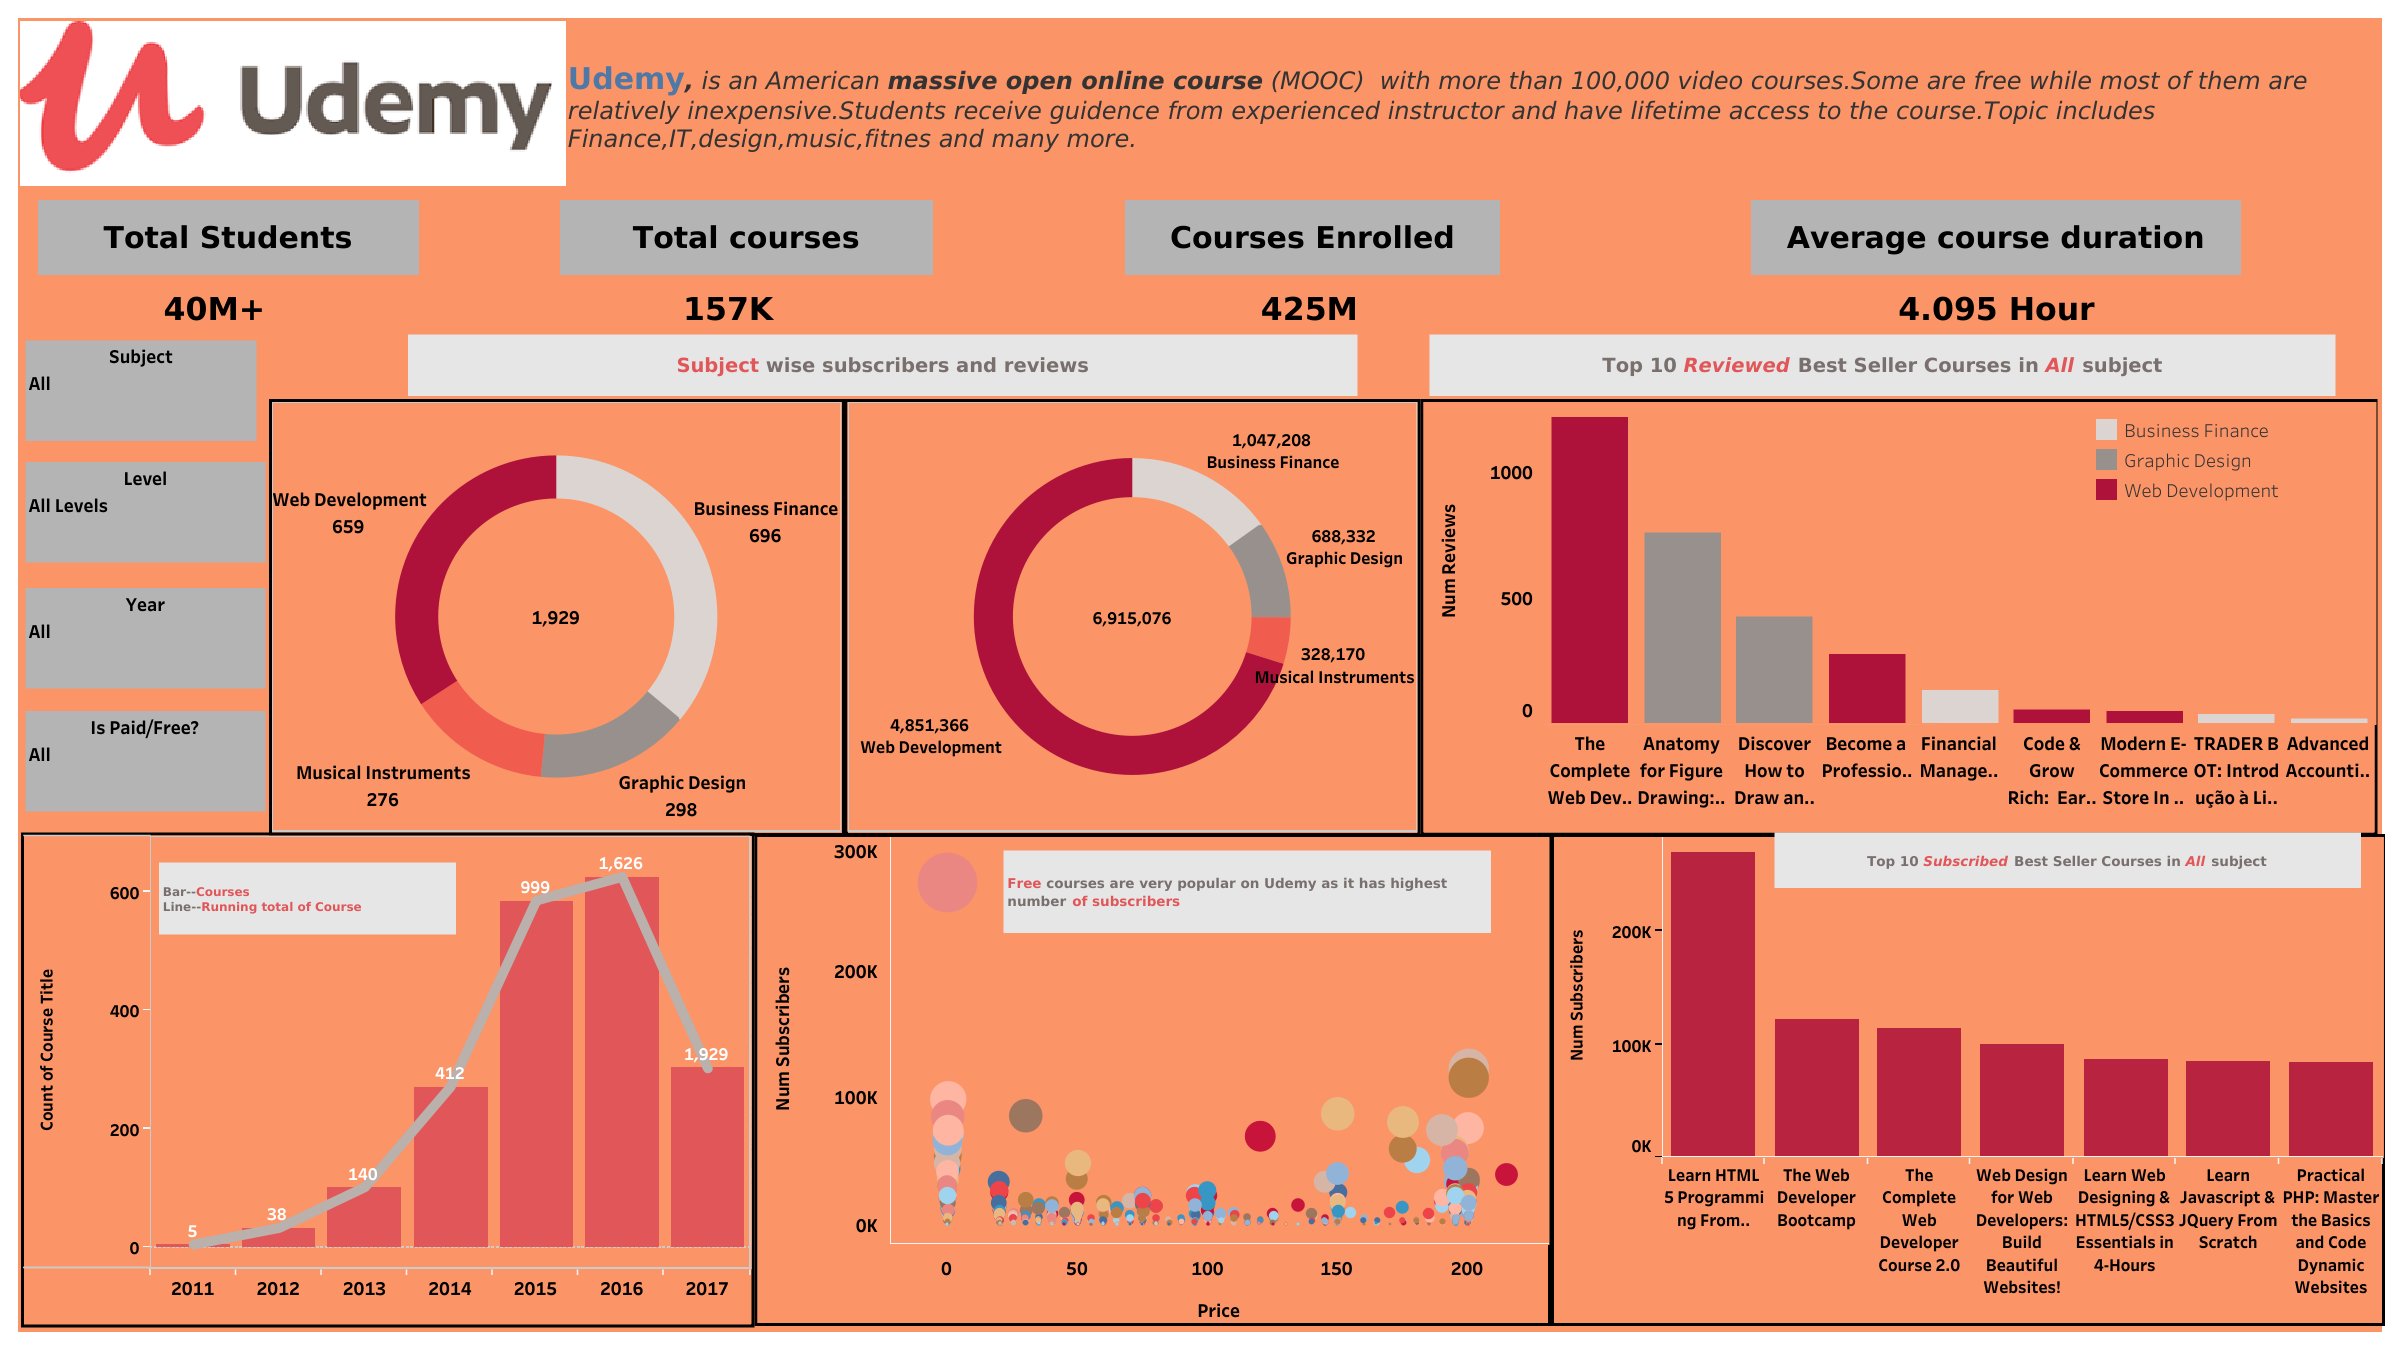 Udemy
Udemy, is an American massive open online course (MOOC)  with more than 100,000 video courses.Some are free while most of them are
relatively inexpensive.Students receive guidance from experienced instructor and have lifetime access to the course.Topic includes
Finance,IT,design,music,fitnes and many more.
Total Students
Total courses
Courses Enrolled
Average course duration
40M+
157K
425M
4.095 Hour
Subject
All
Level
All Levels
Year
All
Is Paid/Free?
All
Subject wise subscribers and reviews
Web Development
659
Business Finance
696
1,929
Musical Instruments
276
Graphic Design
298
1,047,208
Business Finance
688,332
Graphic Design
6,915,076
328,170
Musical Instruments
4,851,366
Web Development
Top 10 Reviewed Best Seller Courses in All subject
Business Finance
Graphic Design
Web Development
Num Reviews
1000
500
0
The
Complete
Web Dev..
Anatomy
for Figure
Drawing:..
Discover
How to
Draw an..
Become a
Professio..
Financial
Manage..
Code &
Grow
Rich:  Ear..
Modern E-
Commerce
Store In ..
TRADER B
OT: Introd
ução à Li..
Advanced
Accounti..
Bar--Courses
Line--Running total of Course
Count of Course Title
600
400
200
0
5
38
140
412
999
1,626
1,929
2011
2012
2013
2014
2015
2016
2017
Free courses are very popular on Udemy as it has highest
number of subscribers
Num Subscribers
300K
200K
100K
0K
0
50
100
150
200
Price
Top 10 Subscribed Best Seller Courses in All subject
Num Subscribers
200K
100K
0K
Learn HTML
5 Programmi
ng From..
The Web
Developer
Bootcamp
The
Complete
Web
Developer
Course 2.0
Web Design
for Web
Developers:
Build
Beautiful
Websites!
Learn Web
Designing &
HTML5/CSS3
Essentials in
4-Hours
Learn
Javascript &
JQuery From
Scratch
Practical
PHP: Master
the Basics
and Code
Dynamic
Websites